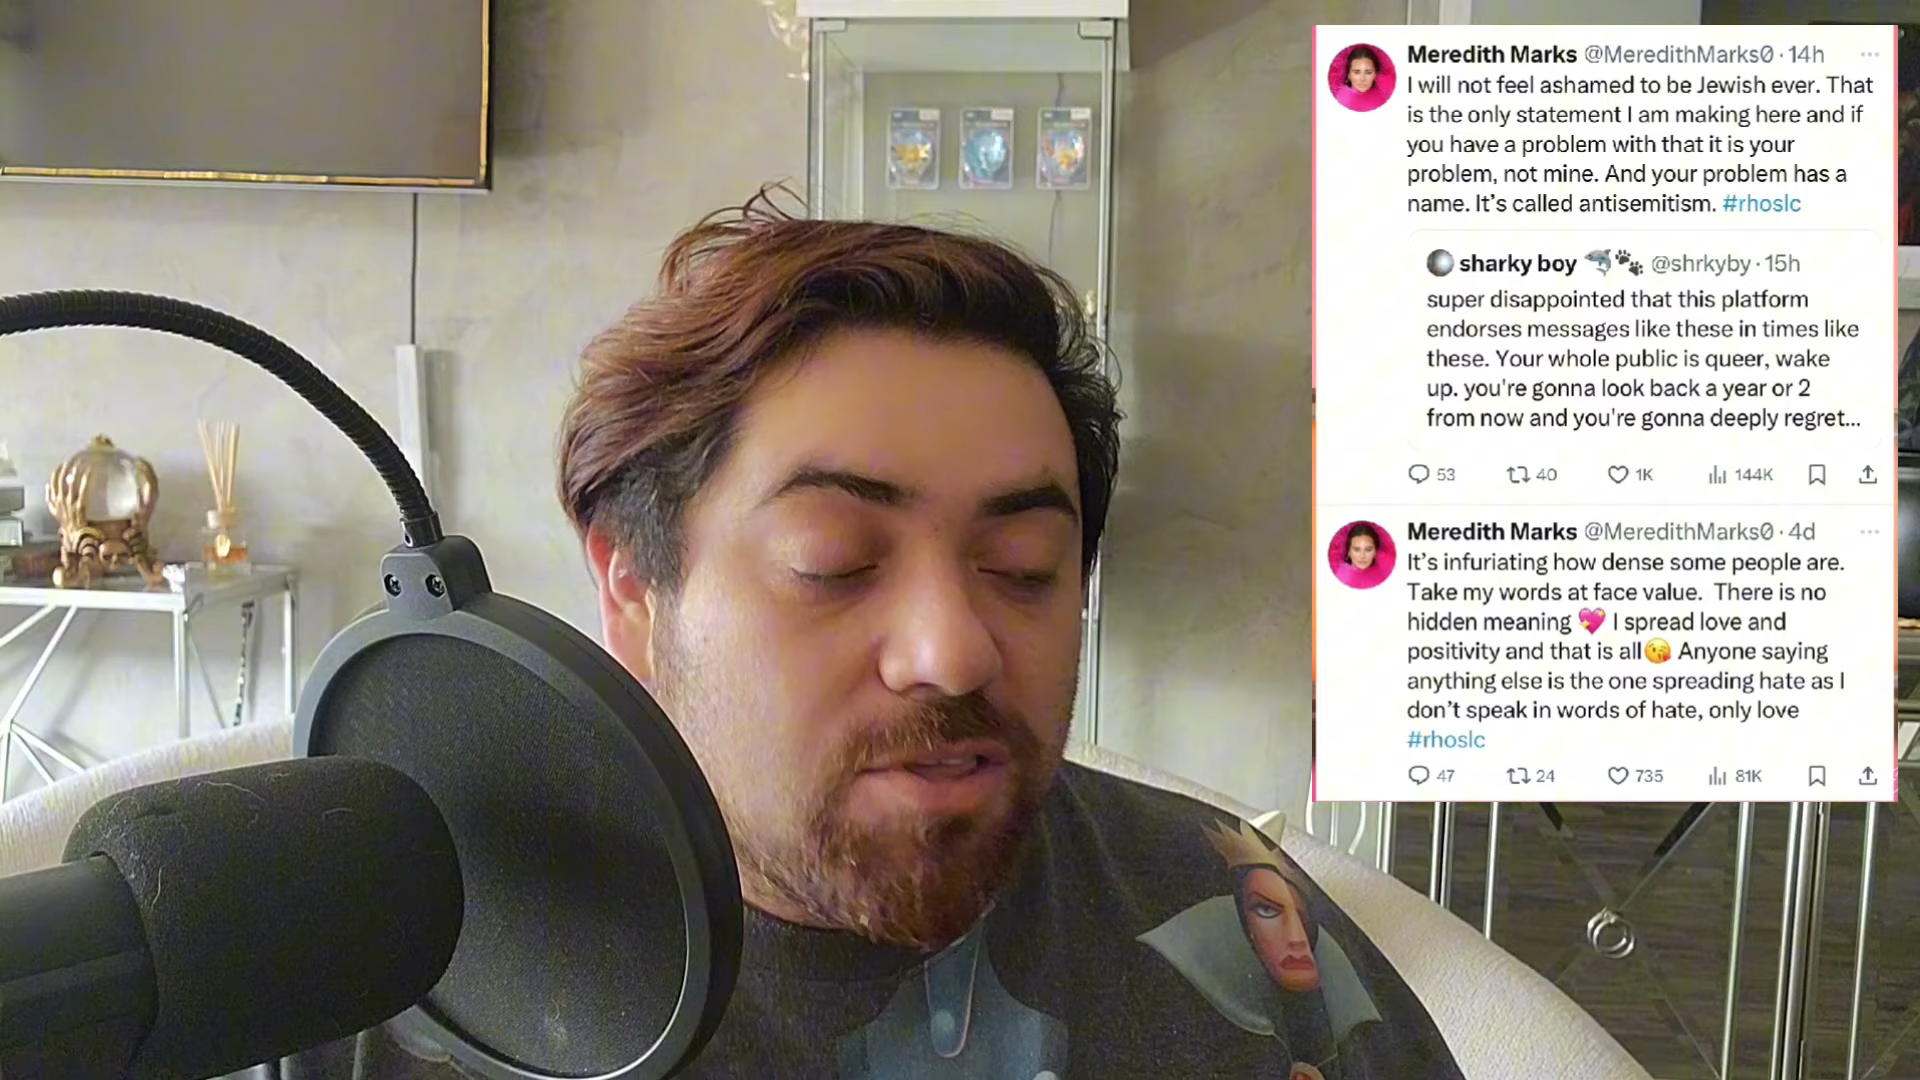 Meredith Marks @MeredithMarks0 · 14h
I will not feel ashamed to be Jewish ever. That
is the only statement I am making here and if
you have a problem with that it is your
problem, not mine. And your problem has a
name. It's called antisemitism. #rhoslc
sharky boy 🦈🐾 @shrkyby · 15h
super disappointed that this platform
endorses messages like these in times like
these. Your whole public is queer, wake
up. you're gonna look back a year or 2
from now and you're gonna deeply regret...
53 40 1K 144K
Meredith Marks @MeredithMarks0 · 4d
It's infuriating how dense some people are.
Take my words at face value. There is no
hidden meaning 💖 I spread love and
positivity and that is all😘 Anyone saying
anything else is the one spreading hate as I
don't speak in words of hate, only love
#rhoslc
47 24 735 81K